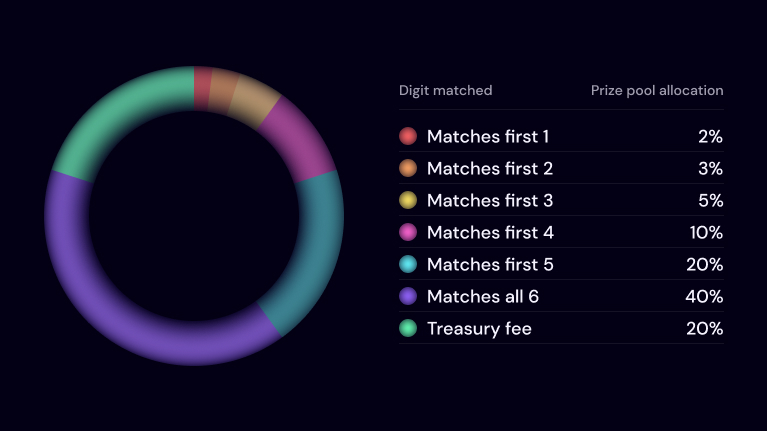 Digit matched Prize pool allocation
Matches first 1 2%
Matches first 2 3%
Matches first 3 5%
Matches first 4 10%
Matches first 5 20%
Matches all 6 40%
Treasury fee 20%